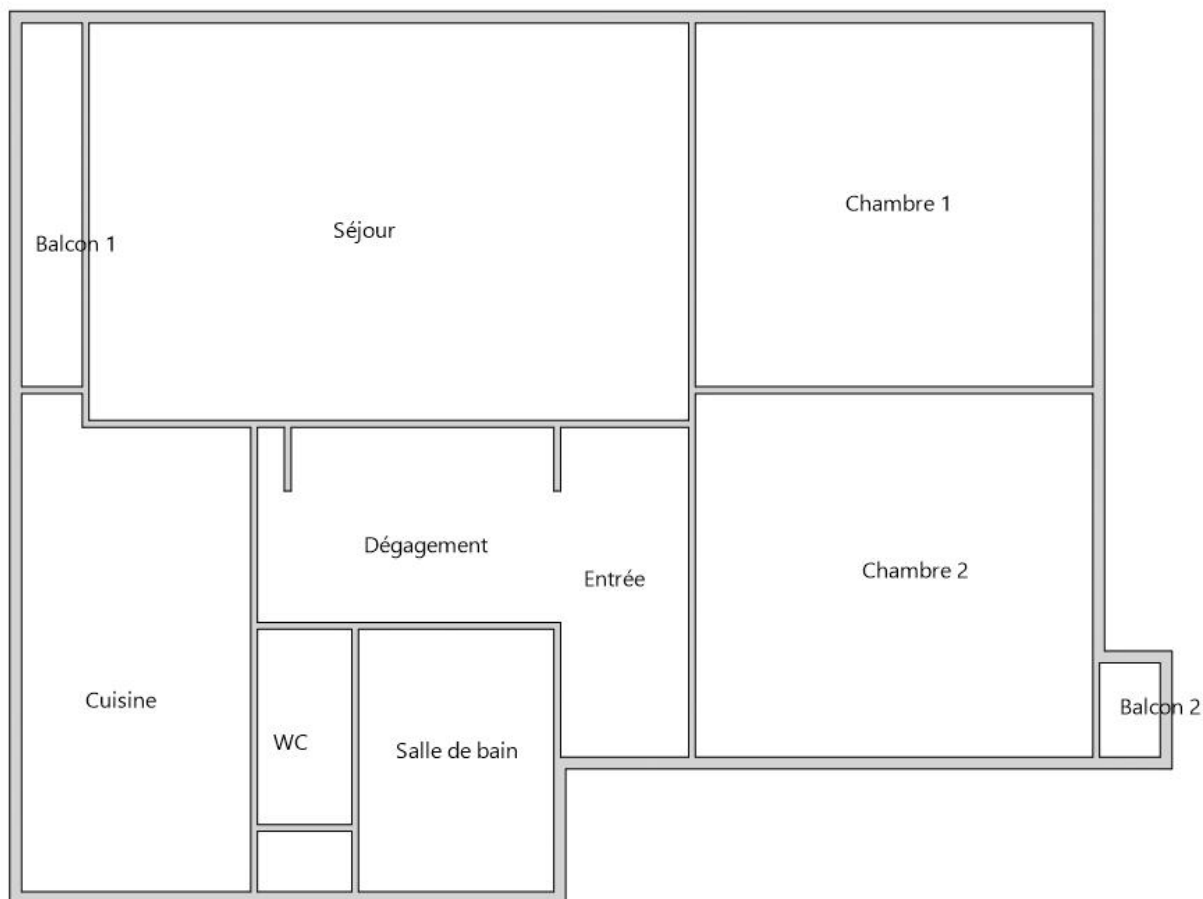 Chambre 1
Séjour
Balcon 1
Dégagement
Chambre 2
Entrée
Cuisine
Balcon 2
WC
Salle de bain